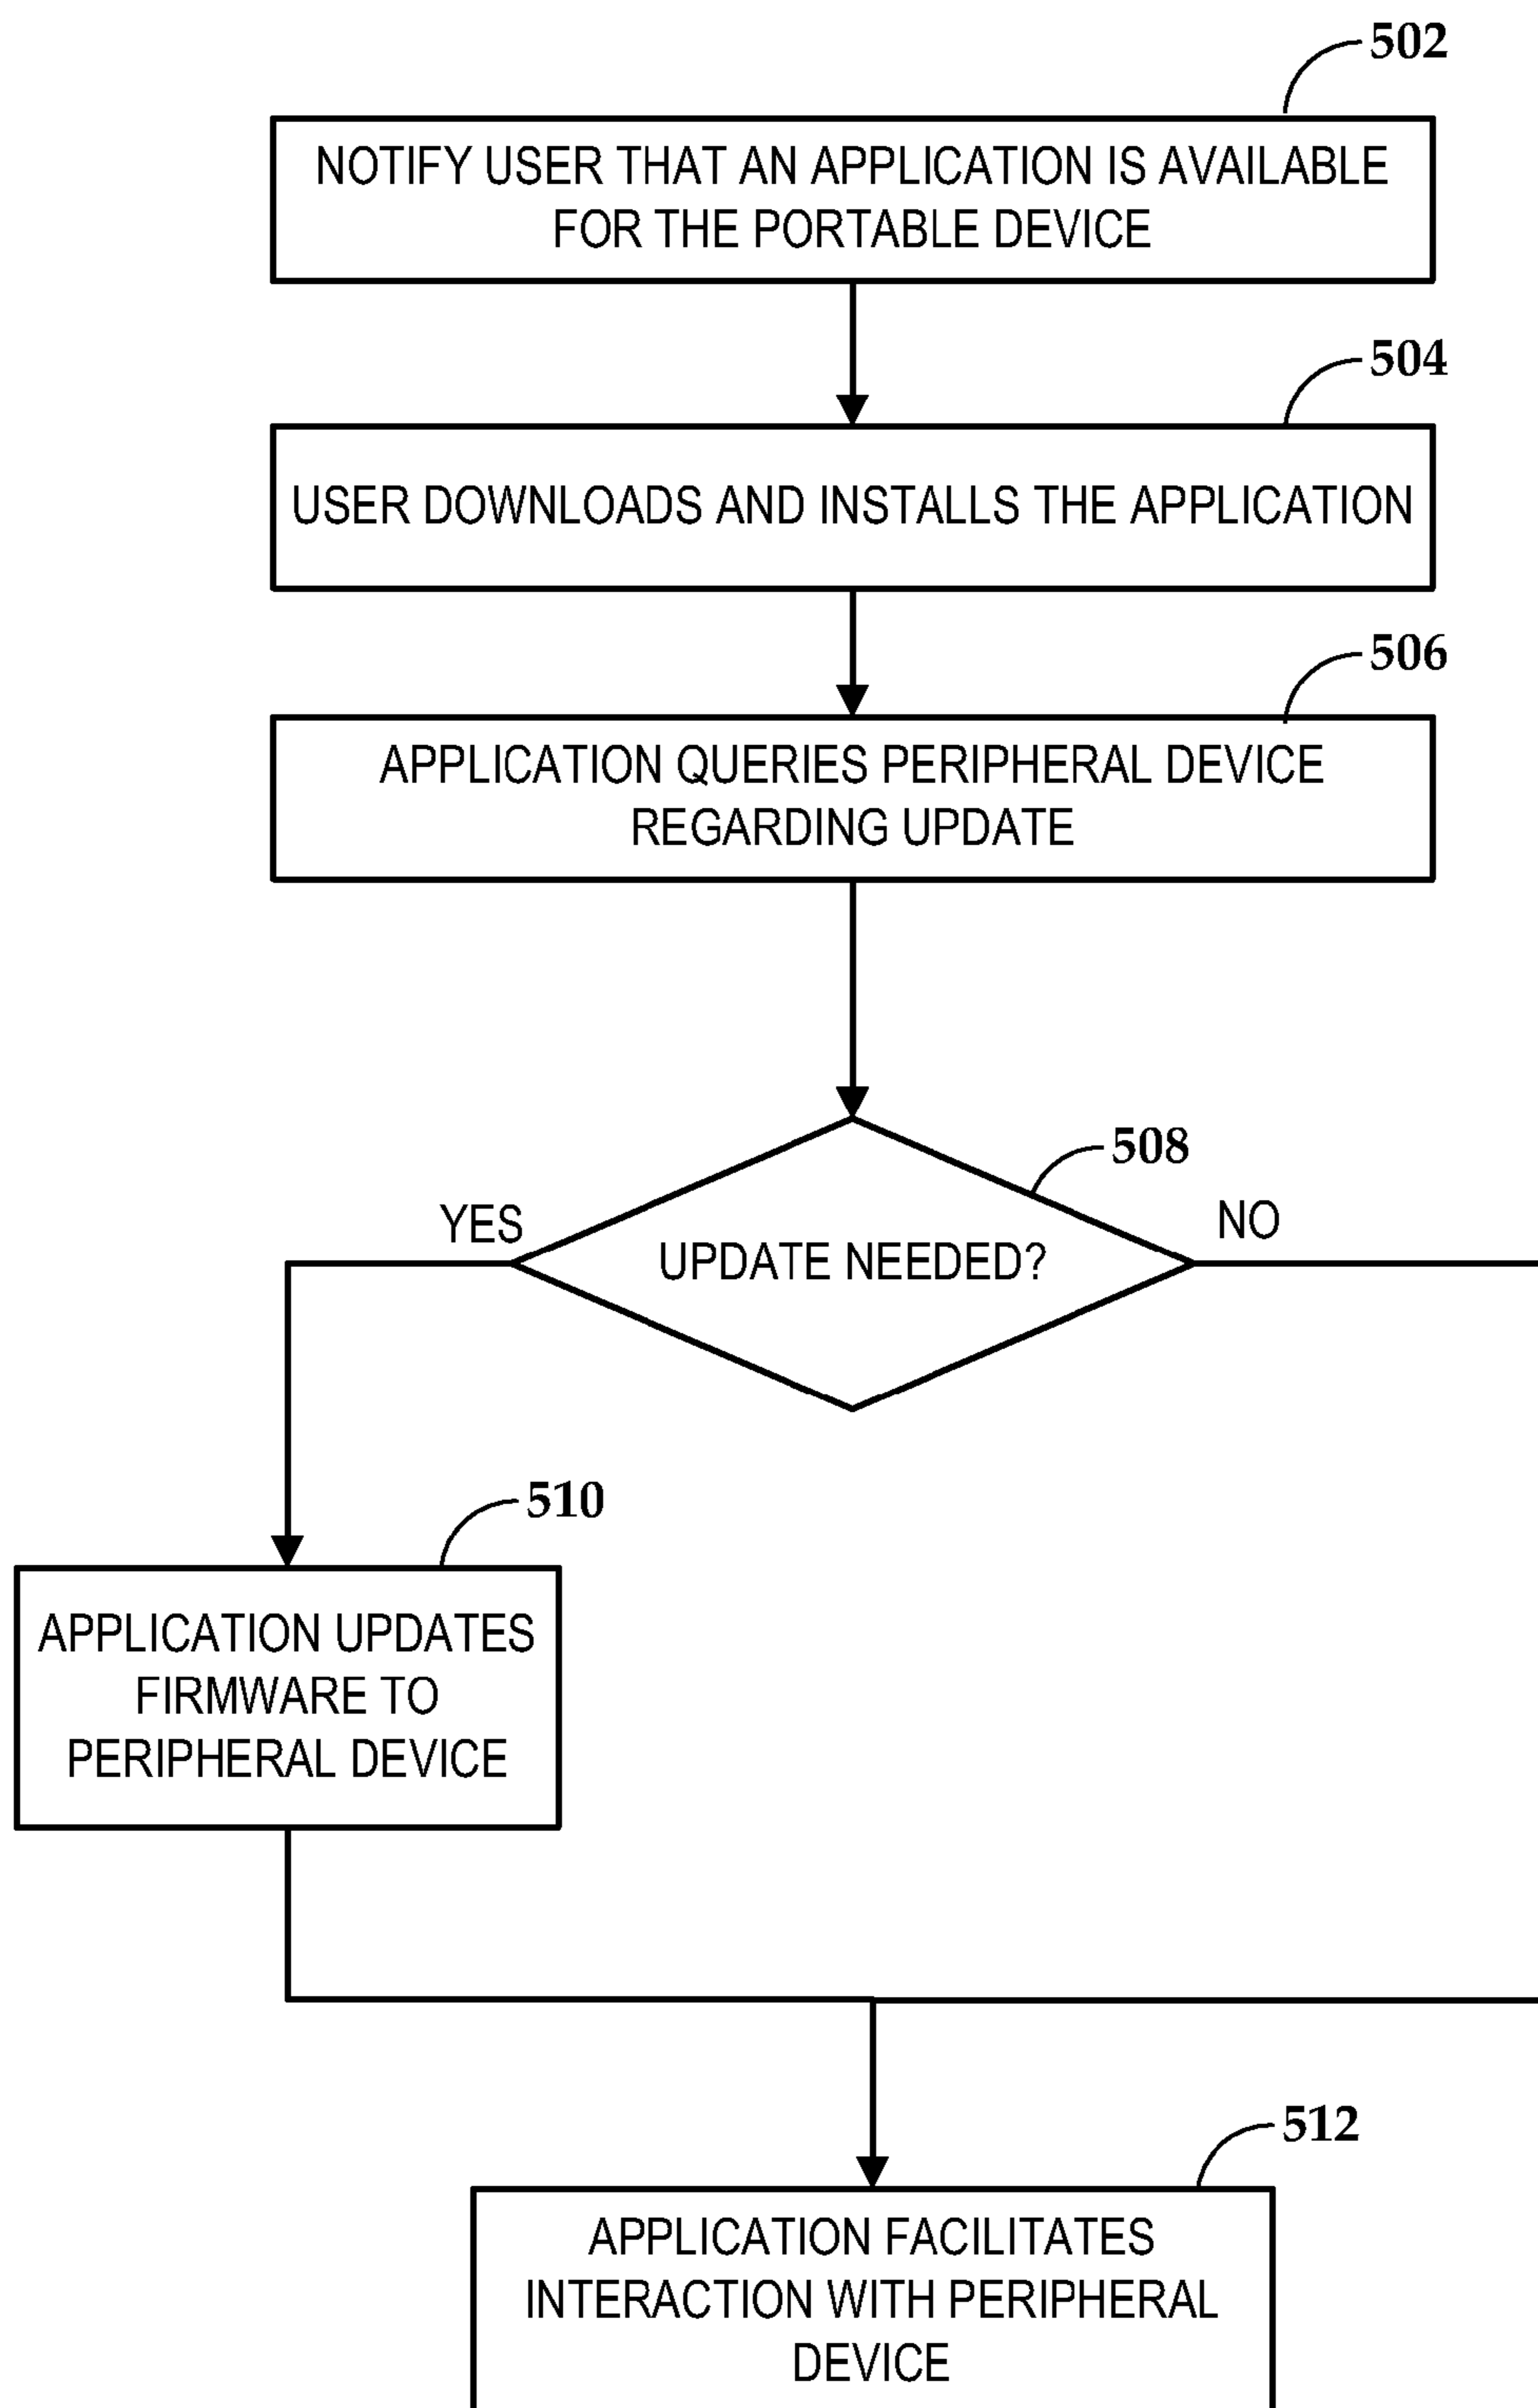 502
NOTIFY USER THAT AN APPLICATION IS AVAILABLE
FOR THE PORTABLE DEVICE
504
USER DOWNLOADS AND INSTALLS THE APPLICATION
506
APPLICATION QUERIES PERIPHERAL DEVICE
REGARDING UPDATE
508
YES
NO
UPDATE NEEDED?
510
APPLICATION UPDATES
FIRMWARE TO
PERIPHERAL DEVICE
512
APPLICATION FACILITATES
INTERACTION WITH PERIPHERAL
DEVICE